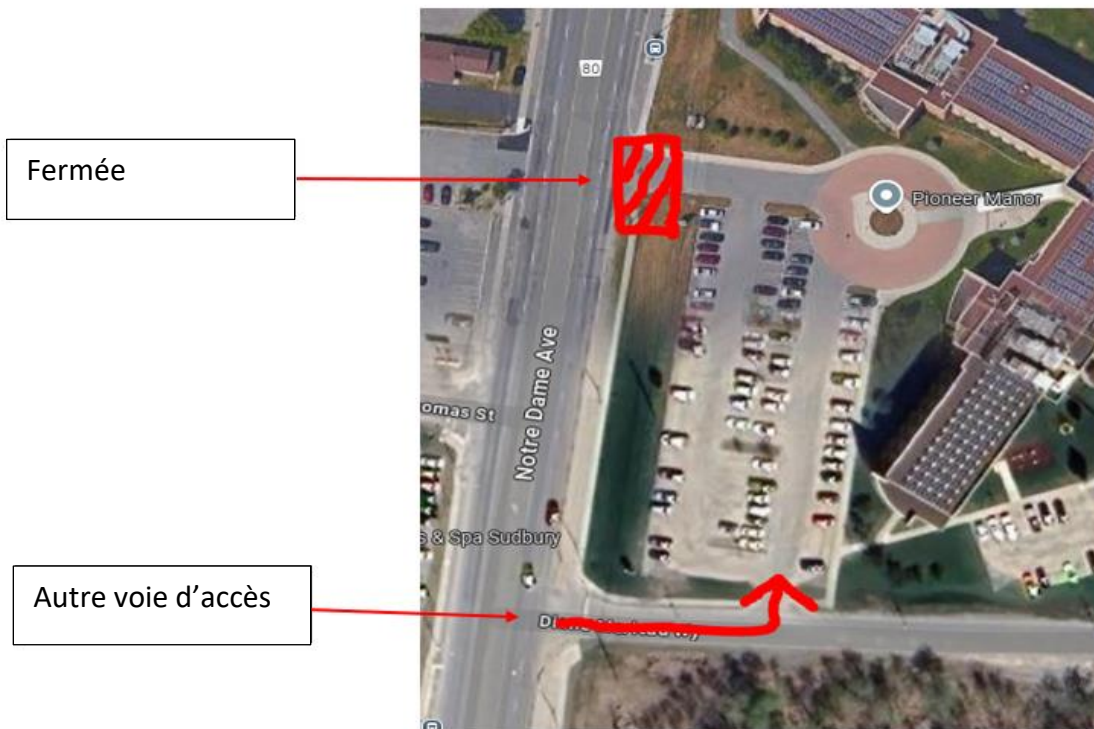 80
Fermée
Pioneer Manor
Notre Dame Ave
omas St
s & Spa Sudbury
Autre voie d’accès